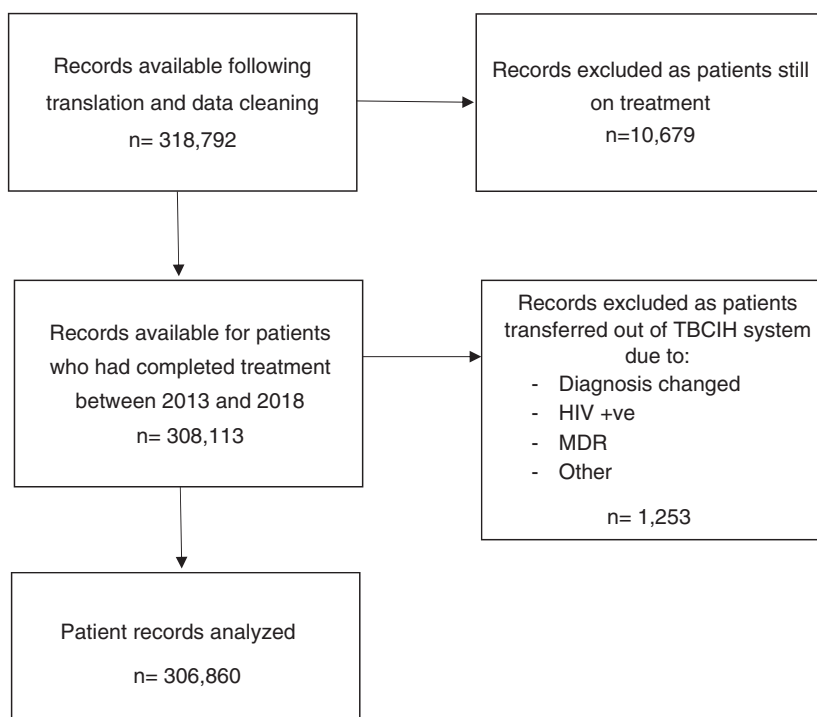 Records available following
translation and data cleaning
n= 318,792
Records excluded as patients still
on treatment
n=10,679
Records available for patients
who had completed treatment
between 2013 and 2018
n= 308,113
Records excluded as patients
transferred out of TBCIH system
due to:
- Diagnosis changed
- HIV +ve
- MDR
- Other
n= 1,253
Patient records analyzed
n= 306,860